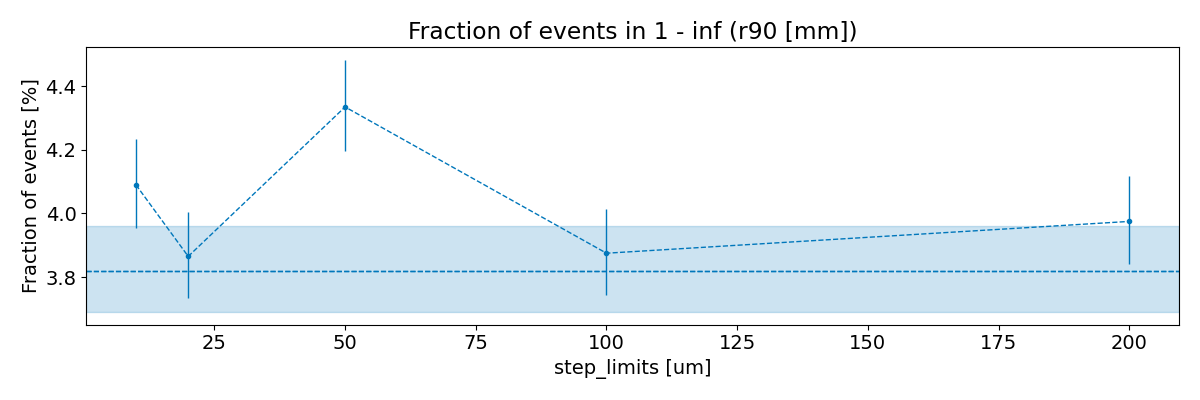 Fraction of events in 1 - inf (r90 [mm])
Fraction of events [%]
4.4
4.2
4.0
3.8
25 50 75 100 125 150 175 200
step_limits [um]